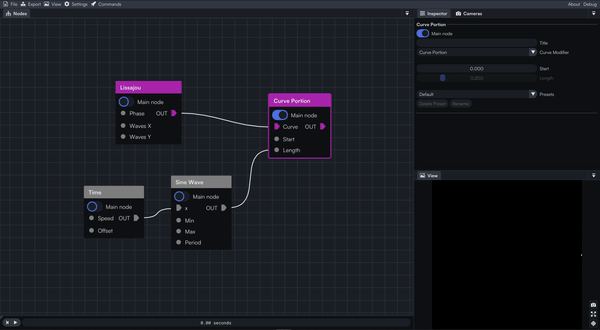 File Export View Settings Commands About Debug
Nodes
Inspector Cameras
Curve Portion
Main node
Title
Curve Portion Curve Modifier
0.000 Start
0.250 Length
Default Presets
Delete Preset Rename
View
Lissajou
Main node
Phase OUT
Waves X
Waves Y
Curve Portion
Main node
Curve OUT
Start
Length
Time
Main node
Speed OUT
Offset
Sine Wave
Main node
x OUT
Min
Max
Period
0.00 seconds